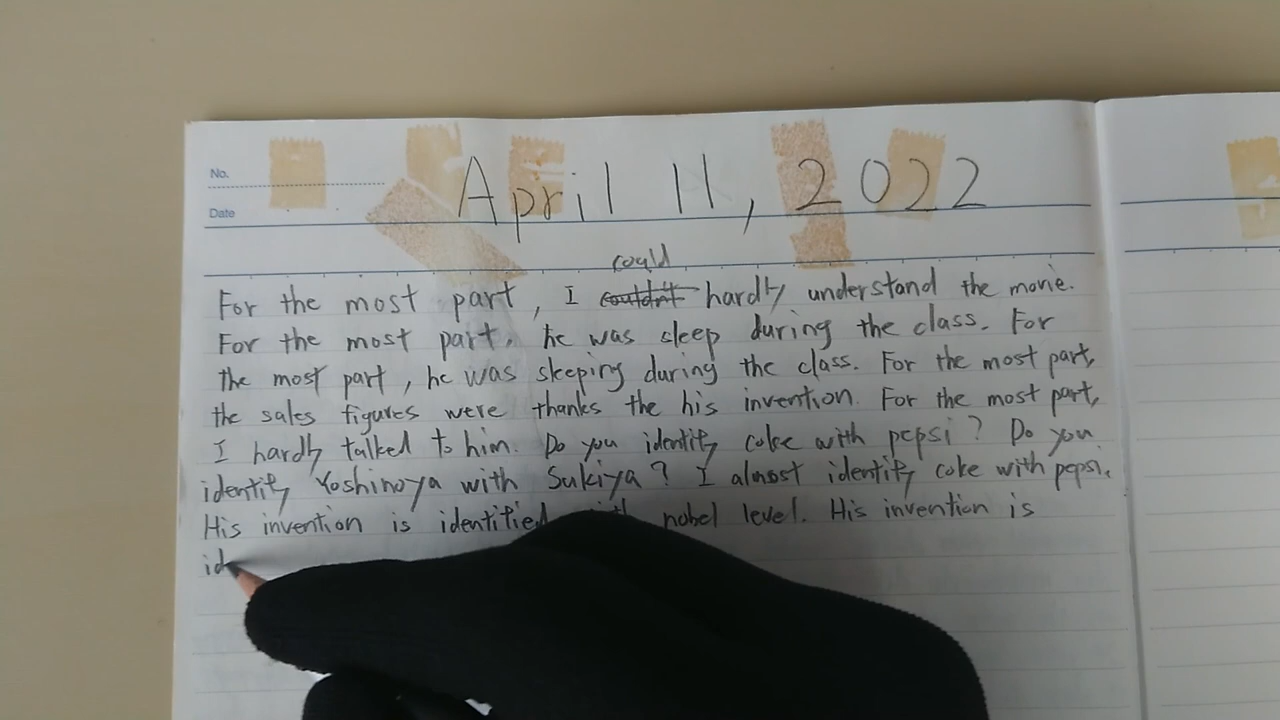 No.
April 11, 2022
Date
could
For the most part, I couldn't hardly understand the movie.
For the most part, he was sleep during the class. For
the most part, he was sleeping during the class. For the most part,
the sales figures were thanks the his invention. For the most part,
I hardly talked to him. Do you identify coke with pepsi? Do you
identify Yoshinoya with Sukiya? I almost identify coke with pepsi.
His invention is identified nobel level. His invention is
id